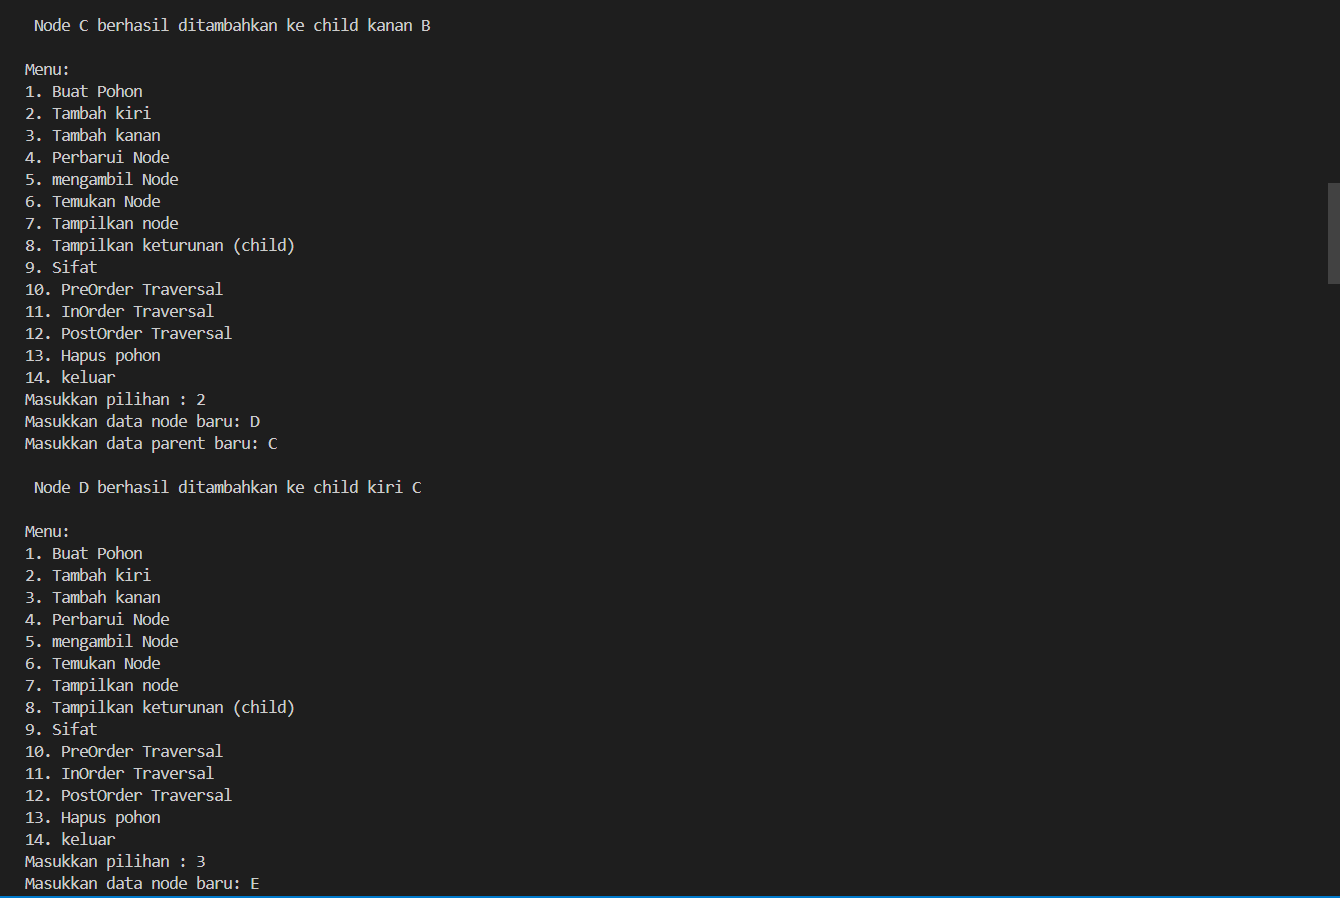 Node C berhasil ditambahkan ke child kanan B
Menu:
1. Buat Pohon
2. Tambah kiri
3. Tambah kanan
4. Perbarui Node
5. mengambil Node
6. Temukan Node
7. Tampilkan node
8. Tampilkan keturunan (child)
9. Sifat
10. PreOrder Traversal
11. InOrder Traversal
12. PostOrder Traversal
13. Hapus pohon
14. keluar
Masukkan pilihan : 2
Masukkan data node baru: D
Masukkan data parent baru: C
Node D berhasil ditambahkan ke child kiri C
Menu:
1. Buat Pohon
2. Tambah kiri
3. Tambah kanan
4. Perbarui Node
5. mengambil Node
6. Temukan Node
7. Tampilkan node
8. Tampilkan keturunan (child)
9. Sifat
10. PreOrder Traversal
11. InOrder Traversal
12. PostOrder Traversal
13. Hapus pohon
14. keluar
Masukkan pilihan : 3
Masukkan data node baru: E